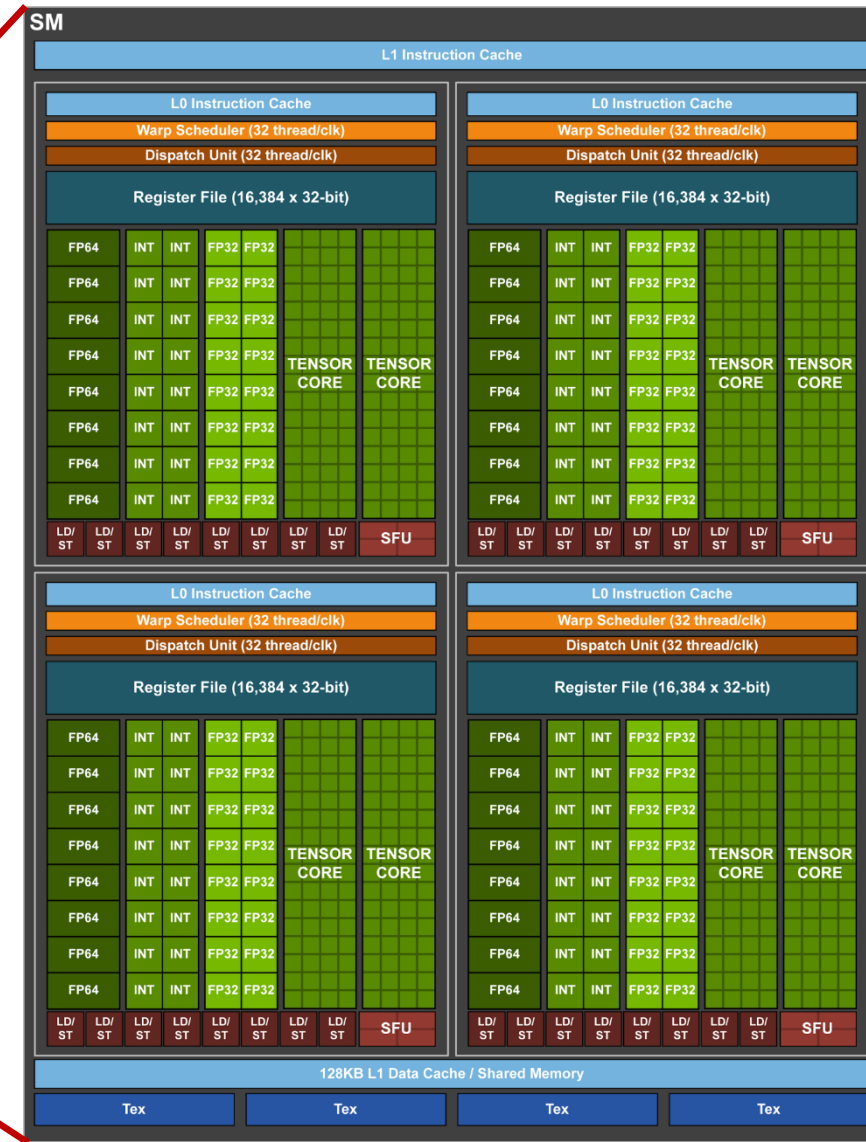 SM
L1 Instruction Cache
L0 Instruction Cache
Warp Scheduler (32 thread/clk)
Dispatch Unit (32 thread/clk)
Register File (16,384 x 32-bit)
FP64 INT INT FP32 FP32
FP64 INT INT FP32 FP32
FP64 INT INT FP32 FP32
FP64 INT INT FP32 FP32
FP64 INT INT FP32 FP32
FP64 INT INT FP32 FP32
FP64 INT INT FP32 FP32
FP64 INT INT FP32 FP32
TENSOR TENSOR
CORE CORE
LD/ LD/ LD/ LD/ LD/ LD/ LD/ LD/
ST ST ST ST ST ST ST ST
SFU
L0 Instruction Cache
Warp Scheduler (32 thread/clk)
Dispatch Unit (32 thread/clk)
Register File (16,384 x 32-bit)
FP64 INT INT FP32 FP32
FP64 INT INT FP32 FP32
FP64 INT INT FP32 FP32
FP64 INT INT FP32 FP32
FP64 INT INT FP32 FP32
FP64 INT INT FP32 FP32
FP64 INT INT FP32 FP32
FP64 INT INT FP32 FP32
TENSOR TENSOR
CORE CORE
LD/ LD/ LD/ LD/ LD/ LD/ LD/ LD/
ST ST ST ST ST ST ST ST
SFU
L0 Instruction Cache
Warp Scheduler (32 thread/clk)
Dispatch Unit (32 thread/clk)
Register File (16,384 x 32-bit)
FP64 INT INT FP32 FP32
FP64 INT INT FP32 FP32
FP64 INT INT FP32 FP32
FP64 INT INT FP32 FP32
FP64 INT INT FP32 FP32
FP64 INT INT FP32 FP32
FP64 INT INT FP32 FP32
FP64 INT INT FP32 FP32
TENSOR TENSOR
CORE CORE
LD/ LD/ LD/ LD/ LD/ LD/ LD/ LD/
ST ST ST ST ST ST ST ST
SFU
L0 Instruction Cache
Warp Scheduler (32 thread/clk)
Dispatch Unit (32 thread/clk)
Register File (16,384 x 32-bit)
FP64 INT INT FP32 FP32
FP64 INT INT FP32 FP32
FP64 INT INT FP32 FP32
FP64 INT INT FP32 FP32
FP64 INT INT FP32 FP32
FP64 INT INT FP32 FP32
FP64 INT INT FP32 FP32
FP64 INT INT FP32 FP32
TENSOR TENSOR
CORE CORE
LD/ LD/ LD/ LD/ LD/ LD/ LD/ LD/
ST ST ST ST ST ST ST ST
SFU
128KB L1 Data Cache / Shared Memory
Tex Tex Tex Tex